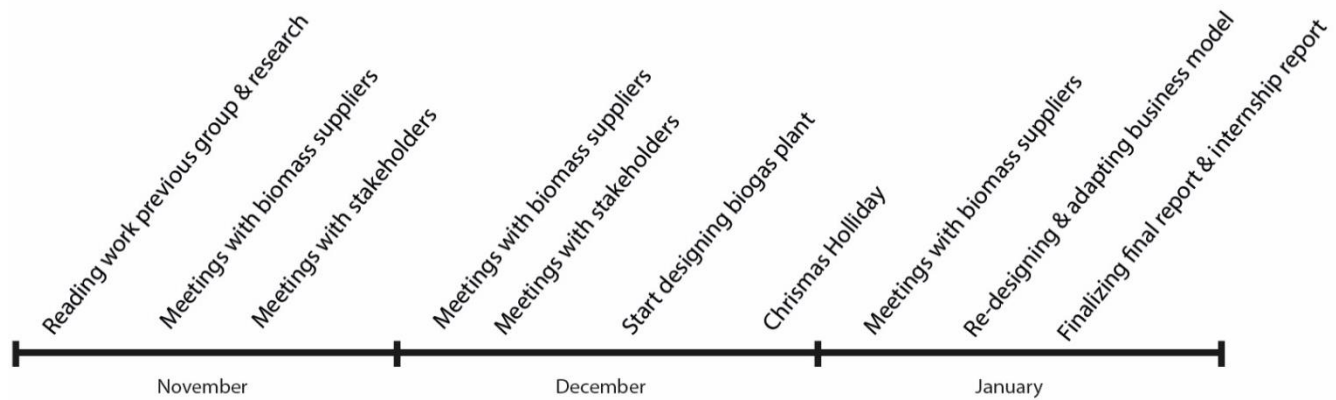 Reading work previous group & research
Meetings with biomass suppliers
Meetings with stakeholders
Meetings with biomass suppliers
Meetings with stakeholders
Start designing biogas plant
Chrismas Holliday
Meetings with biomass suppliers
Re-designing & adapting business model
Finalizing final report & internship report
November
December
January